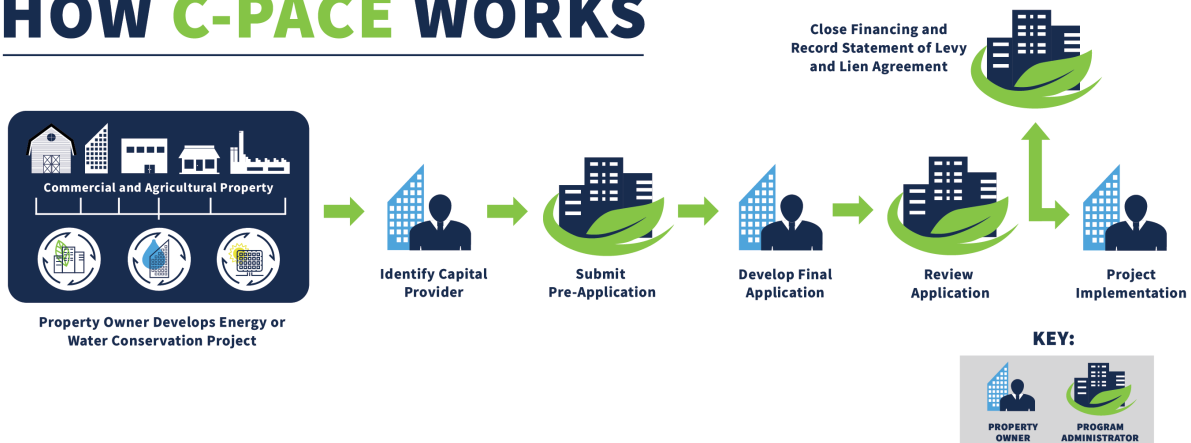 HOW C-PACE WORKS
Close Financing and
Record Statement of Levy
and Lien Agreement
Commercial and Agricultural Property
Property Owner Develops Energy or
Water Conservation Project
Identify Capital
Provider
Submit
Pre-Application
Develop Final
Application
Review
Application
Project
Implementation
KEY:
PROPERTY
OWNER
PROGRAM
ADMINISTRATOR